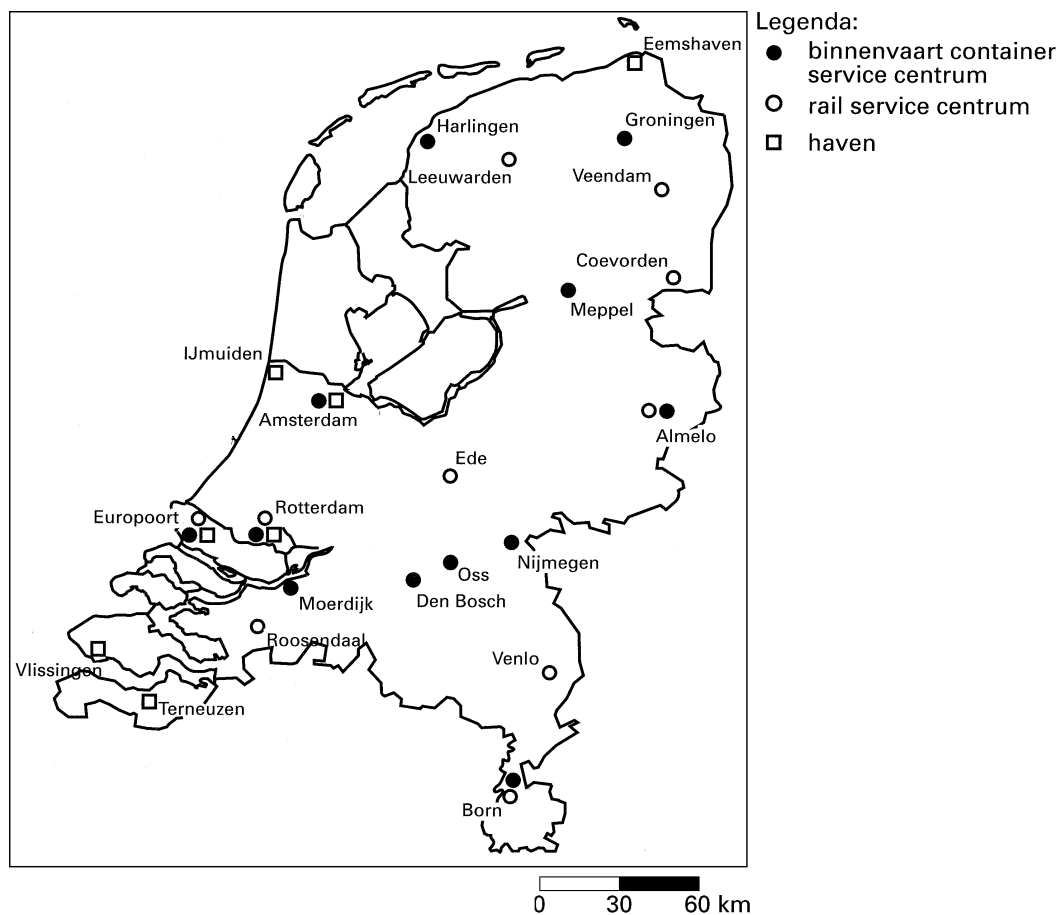 Legenda:
binnenvaart container
service centrum
rail service centrum
haven
Eemshaven
Harlingen
Groningen
Leeuwarden
Veendam
Coevorden
Meppel
IJmuiden
Amsterdam
Almelo
Ede
Europoort
Rotterdam
Nijmegen
Oss
Den Bosch
Moerdijk
Roosendaal
Venlo
Vlissingen
Terneuzen
Born
0 30 60 km